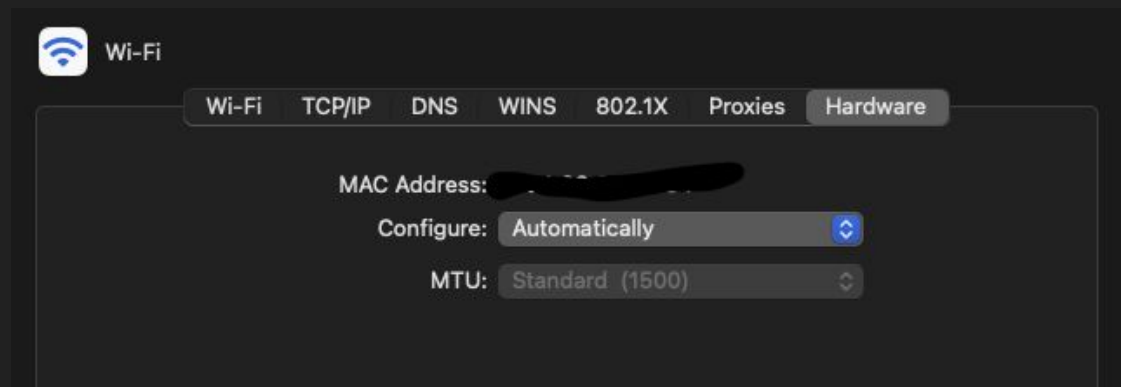 Wi-Fi
Wi-Fi TCP/IP DNS WINS 802.1X Proxies Hardware
MAC Address:
Configure: Automatically
MTU: Standard (1500)